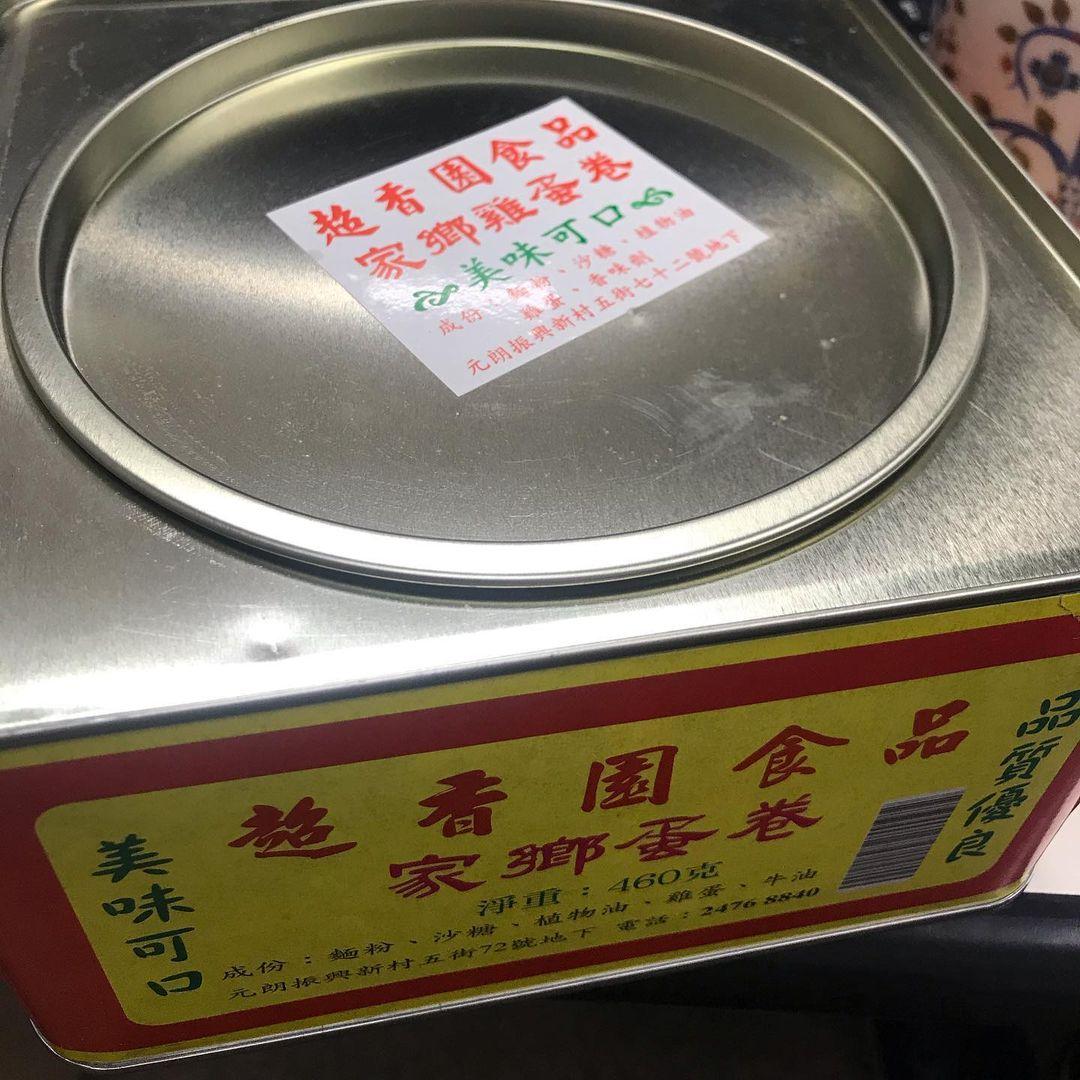 超香園食品
家鄉雞蛋卷
美味可口
成份：麵粉、沙糖、植物油
雞蛋、香味劑
元朗振興新村五街七十二號地下
超香園食品
家鄉蛋卷
淨重：460克
成份：麵粉、沙糖、植物油、雞蛋、牛油
元朗振興新村五街72號地下 電話：2476 8840
美味可口
品質優良